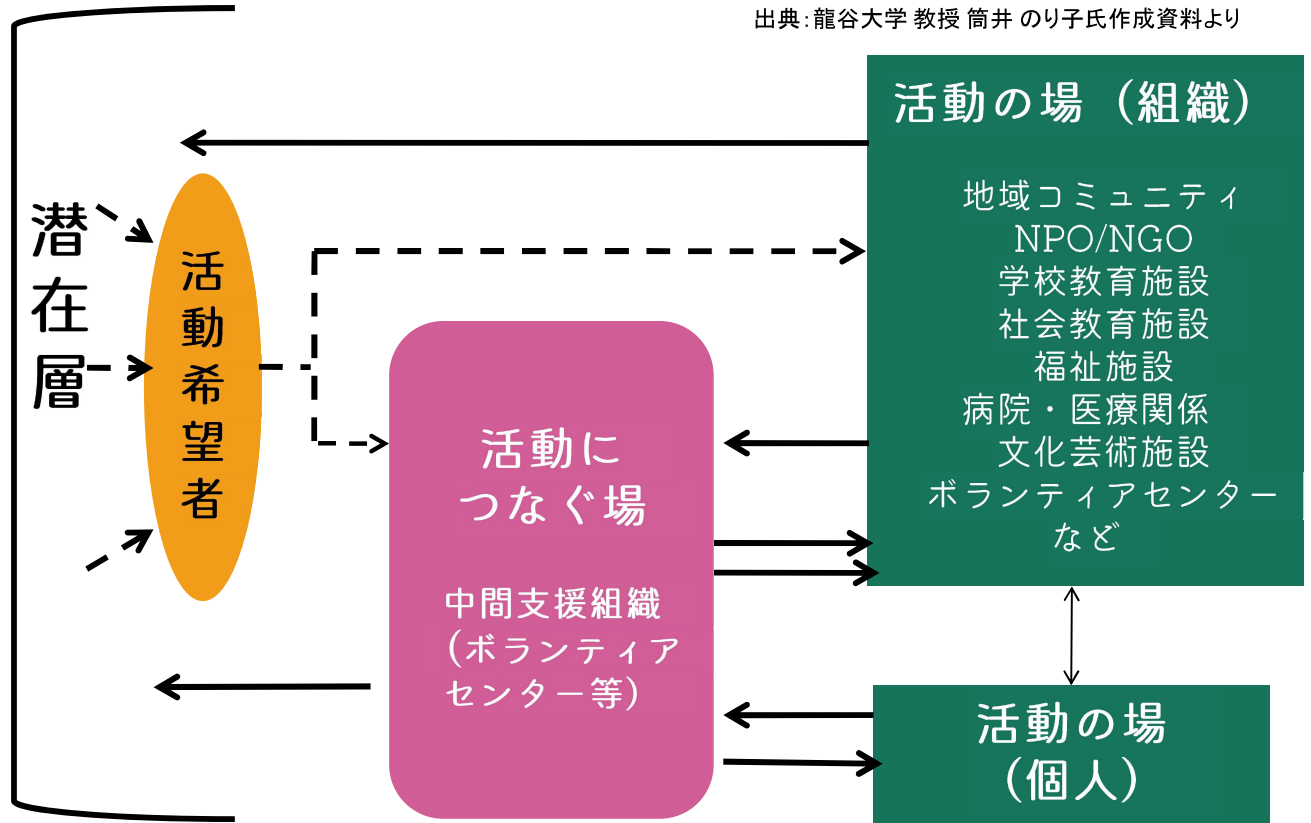 出典：龍谷大学 教授 筒井 のり子氏作成資料より
潜在層
活動希望者
活動に
つなぐ場
中間支援組織
(ボランティア
センター等)
活動の場（組織）
地域コミュニティ
NPO/NGO
学校教育施設
社会教育施設
福祉施設
病院・医療関係
文化芸術施設
ボランティアセンター
など
活動の場
(個人)